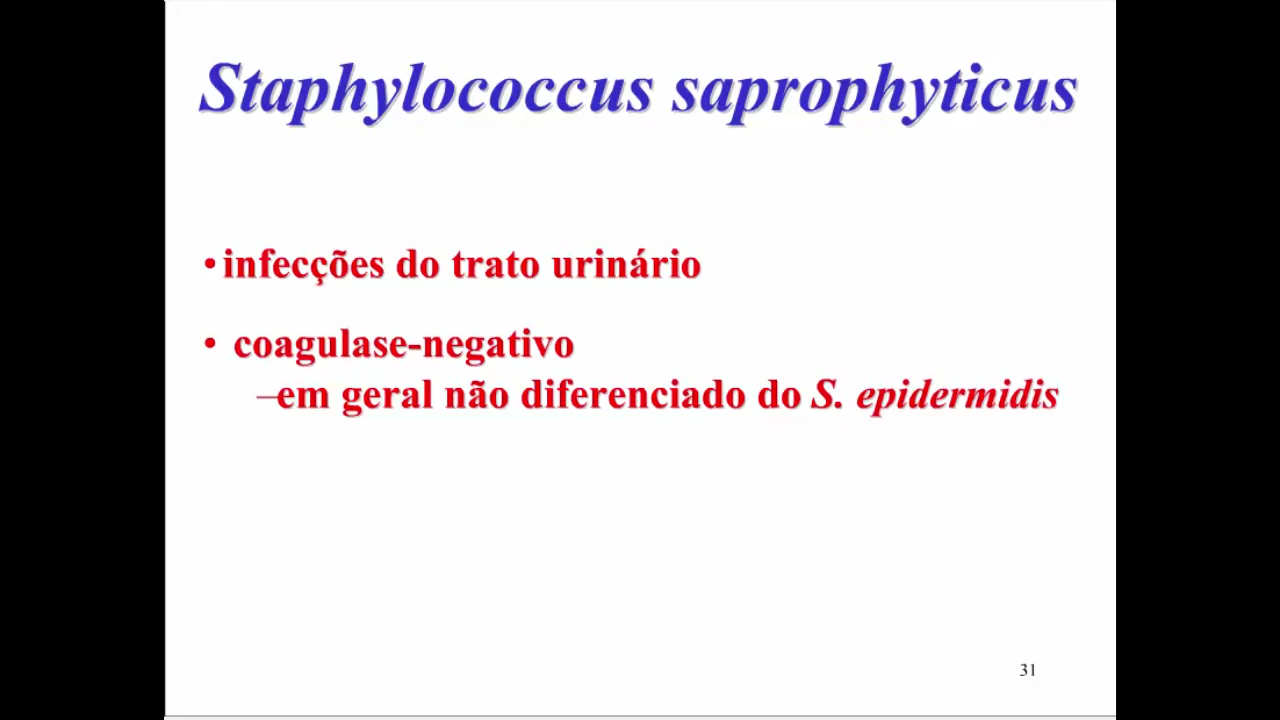 Staphylococcus saprophyticus
•infecções do trato urinário
• coagulase-negativo
–em geral não diferenciado do S. epidermidis
31